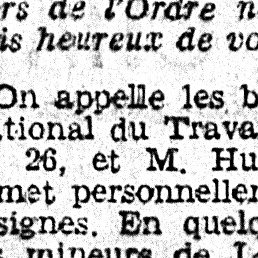 rs de l'Ordre n
is heureux de vo
On appelle les b
tional du Trava
26, et M. Hu
met personneller
signes. En quelq
s mineurs de L